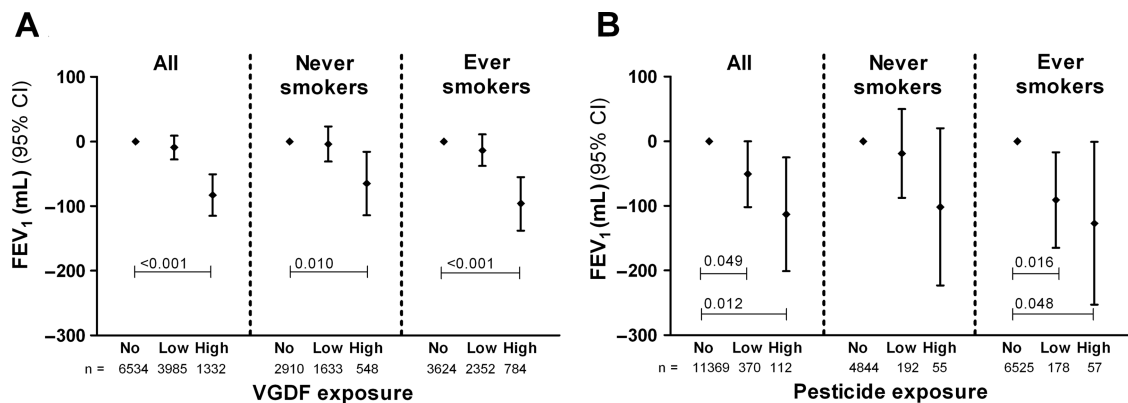 A
B
All
Never smokers
Ever smokers
FEV1 (mL) (95% CI)
100
0
−100
−200
−300
<0.001
0.010
<0.001
No Low High No Low High No Low High
n = 6534 3985 1332 2910 1633 548 3624 2352 784
VGDF exposure
All
Never smokers
Ever smokers
FEV1 (mL) (95% CI)
100
0
−100
−200
−300
0.049
0.012
0.016
0.048
No Low High No Low High No Low High
n = 11369 370 112 4844 192 55 6525 178 57
Pesticide exposure